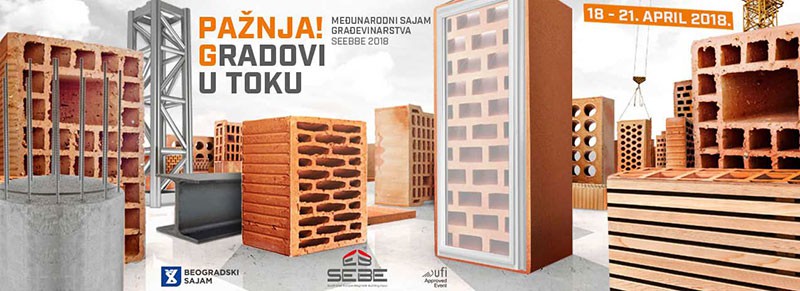 PAŽNJA!
GRADOVI
U TOKU
MEĐUNARODNI SAJAM
GRAĐEVINARSTVA
SEEBBE 2018
18 - 21. APRIL 2018.
BEOGRADSKI
SAJAM
SEBE
ufi
Approved
Event